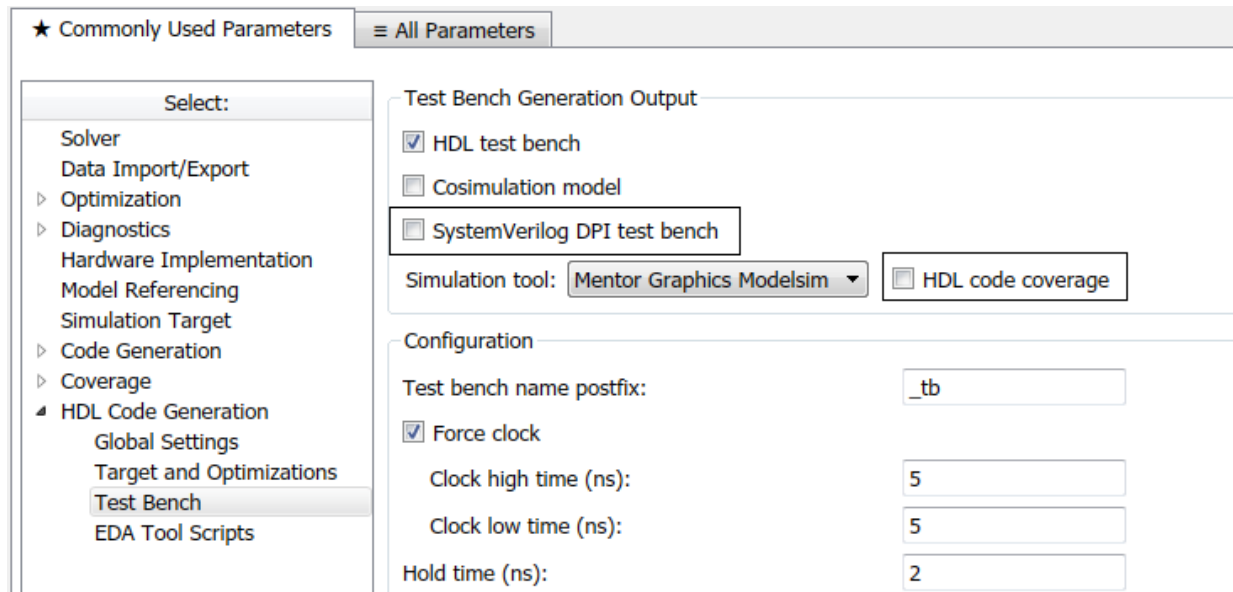 ★ Commonly Used Parameters
≡ All Parameters
Select:
Solver
Data Import/Export
Optimization
Diagnostics
Hardware Implementation
Model Referencing
Simulation Target
Code Generation
Coverage
HDL Code Generation
Global Settings
Target and Optimizations
Test Bench
EDA Tool Scripts
Test Bench Generation Output
HDL test bench
Cosimulation model
SystemVerilog DPI test bench
Simulation tool: Mentor Graphics Modelsim HDL code coverage
Configuration
Test bench name postfix: _tb
Force clock
Clock high time (ns): 5
Clock low time (ns): 5
Hold time (ns): 2